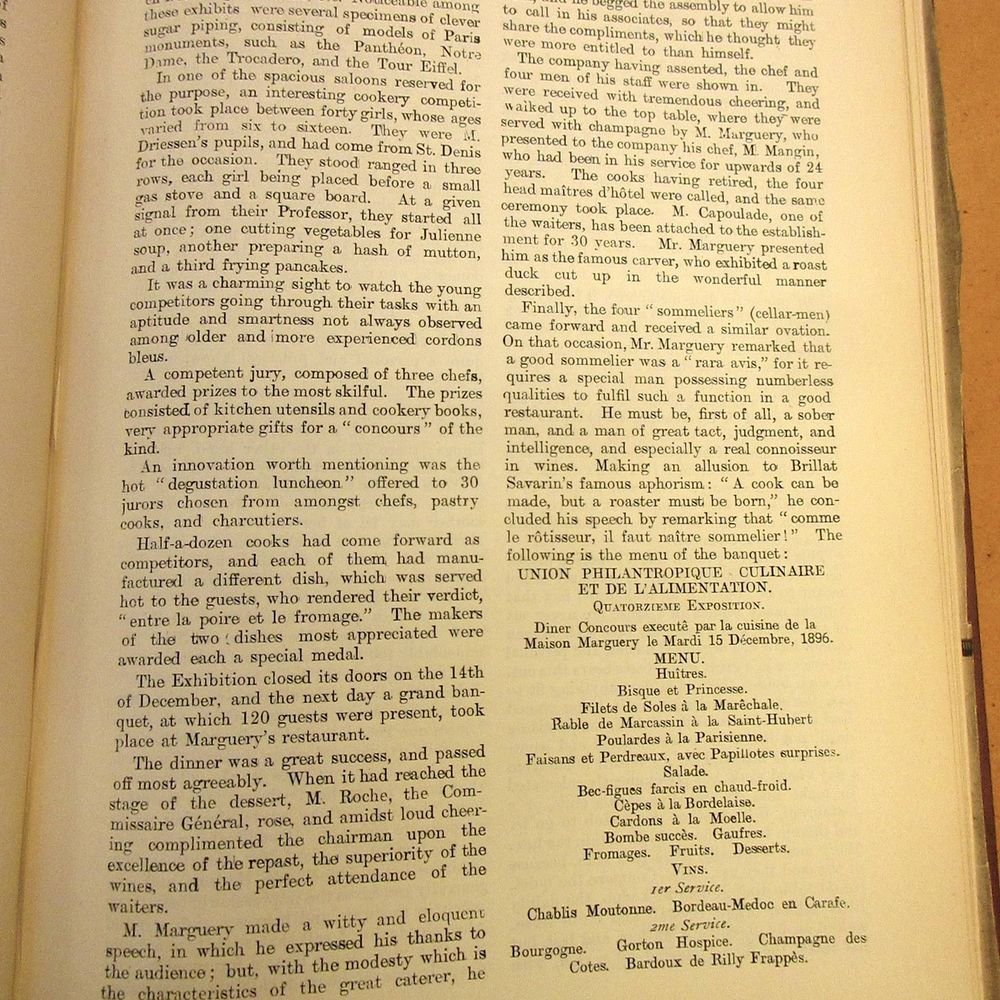 Noticeable among
these exhibits were several specimens of clever
sugar piping, consisting of models of Paris
monuments, such as the Panthéon, Notre
Dame, the Trocadero, and the Tour Eiffel.
In one of the spacious saloons reserved for
the purpose, an interesting cookery competi-
tion took place between forty girls, whose ages
varied from six to sixteen. They were M.
Driessen's pupils, and had come from St. Denis
for the occasion. They stood ranged in three
rows, each girl being placed before a small
gas stove and a square board. At a given
signal from their Professor, they started all
at once; one cutting vegetables for Julienne
soup, another preparing a hash of mutton,
and a third frying pancakes.
It was a charming sight to watch the young
competitors going through their tasks with an
aptitude and smartness not always observed
among older and more experienced cordons
bleus.
A competent jury, composed of three chefs,
awarded prizes to the most skilful. The prizes
consisted of kitchen utensils and cookery books,
very appropriate gifts for a "concours" of the
kind.
An innovation worth mentioning was the
hot "degustation luncheon" offered to 30
jurors chosen from amongst chefs, pastry
cooks, and charcutiers.
Half-a-dozen cooks had come forward as
competitors, and each of them had manu-
factured a different dish, which was served
hot to the guests, who rendered their verdict,
"entre la poire et le fromage." The makers
of the two dishes most appreciated were
awarded each a special medal.
The Exhibition closed its doors on the 14th
of December, and the next day a grand ban-
quet, at which 120 guests were present, took
place at Marguery's restaurant.
The dinner was a great success, and passed
off most agreeably. When it had reached the
stage of the dessert, M. Roche, the Com-
missaire Général, rose, and amidst loud cheer-
ing complimented the chairman upon the
excellence of the repast, the superiority of the
wines, and the perfect attendance of the
waiters.
M. Marguery made a witty and eloquent
speech, in which he expressed his thanks to
the audience; but, with the modesty which is
the characteristics of the great caterer, he
and he begged the assembly to allow him
to call in his associates, so that they might
share the compliments, which he thought they
were more entitled to than himself.
The company having assented, the chef and
four men of his staff were shown in. They
were received with tremendous cheering, and
walked up to the top table, where they were
served with champagne by M. Marguery, who
presented to the company his chef, M. Mangin,
who had been in his service for upwards of 24
years. The cooks having retired, the four
head maîtres d'hôtel were called, and the same
ceremony took place. M. Capoulade, one of
the waiters, has been attached to the establish-
ment for 30 years. Mr. Marguery presented
him as the famous carver, who exhibited a roast
duck cut up in the wonderful manner
described.
Finally, the four "sommeliers" (cellar-men)
came forward and received a similar ovation.
On that occasion, Mr. Marguery remarked that
a good sommelier was a "rara avis," for it re-
quires a special man possessing numberless
qualities to fulfil such a function in a good
restaurant. He must be, first of all, a sober
man, and a man of great tact, judgment, and
intelligence, and especially a real connoisseur
in wines. Making an allusion to Brillat
Savarin's famous aphorism: "A cook can be
made, but a roaster must be born," he con-
cluded his speech by remarking that "comme
le rôtisseur, il faut naître sommelier!" The
following is the menu of the banquet:
UNION PHILANTROPIQUE CULINAIRE
ET DE L'ALIMENTATION.
QUATORZIEME EXPOSITION.
Diner Concours executê par la cuisine de la
Maison Marguery le Mardi 15 Décembre, 1896.
MENU.
Huîtres.
Bisque et Princesse.
Filets de Soles à la Marêchale.
Rable de Marcassin à la Saint-Hubert
Poulardes à la Parisienne.
Faisans et Perdreaux, avec Papillotes surprises.
Salade.
Bec-figues farcis en chaud-froid.
Cèpes à la Bordelaise.
Cardons à la Moelle.
Bombe succès. Gaufres.
Fromages. Fruits. Desserts.
VINS.
1er Service.
Chablis Moutonne. Bordeau-Medoc en Carafe.
2me Service.
Bourgogne. Gorton Hospice. Champagne des
Cotes. Bardoux de Rilly Frappès.